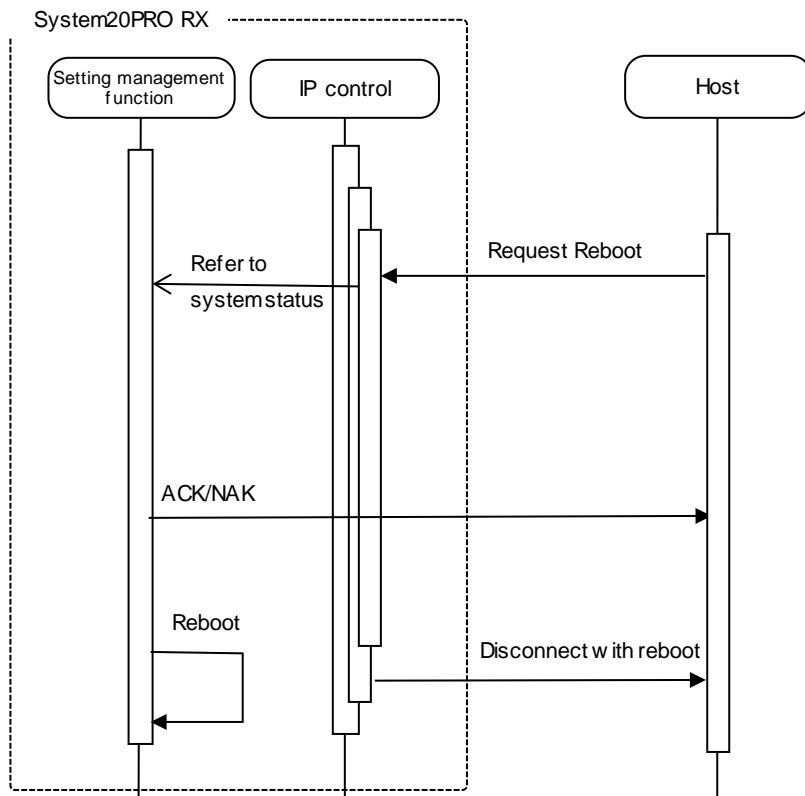 System20PRO RX
Setting management
function
IP control
Host
Request Reboot
Refer to
system status
ACK/NAK
Reboot
Disconnect with reboot